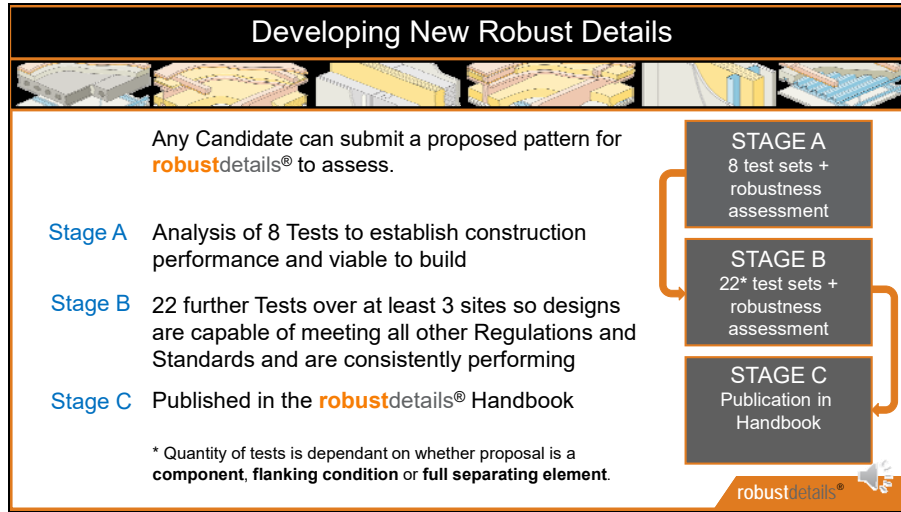 Developing New Robust Details
Any Candidate can submit a proposed pattern for
robustdetails® to assess.
Stage A
Analysis of 8 Tests to establish construction
performance and viable to build
Stage B
22 further Tests over at least 3 sites so designs
are capable of meeting all other Regulations and
Standards and are consistently performing
Stage C
Published in the robustdetails® Handbook
* Quantity of tests is dependant on whether proposal is a
component, flanking condition or full separating element.
STAGE A
8 test sets +
robustness
assessment
STAGE B
22* test sets +
robustness
assessment
STAGE C
Publication in
Handbook
robustdetails®